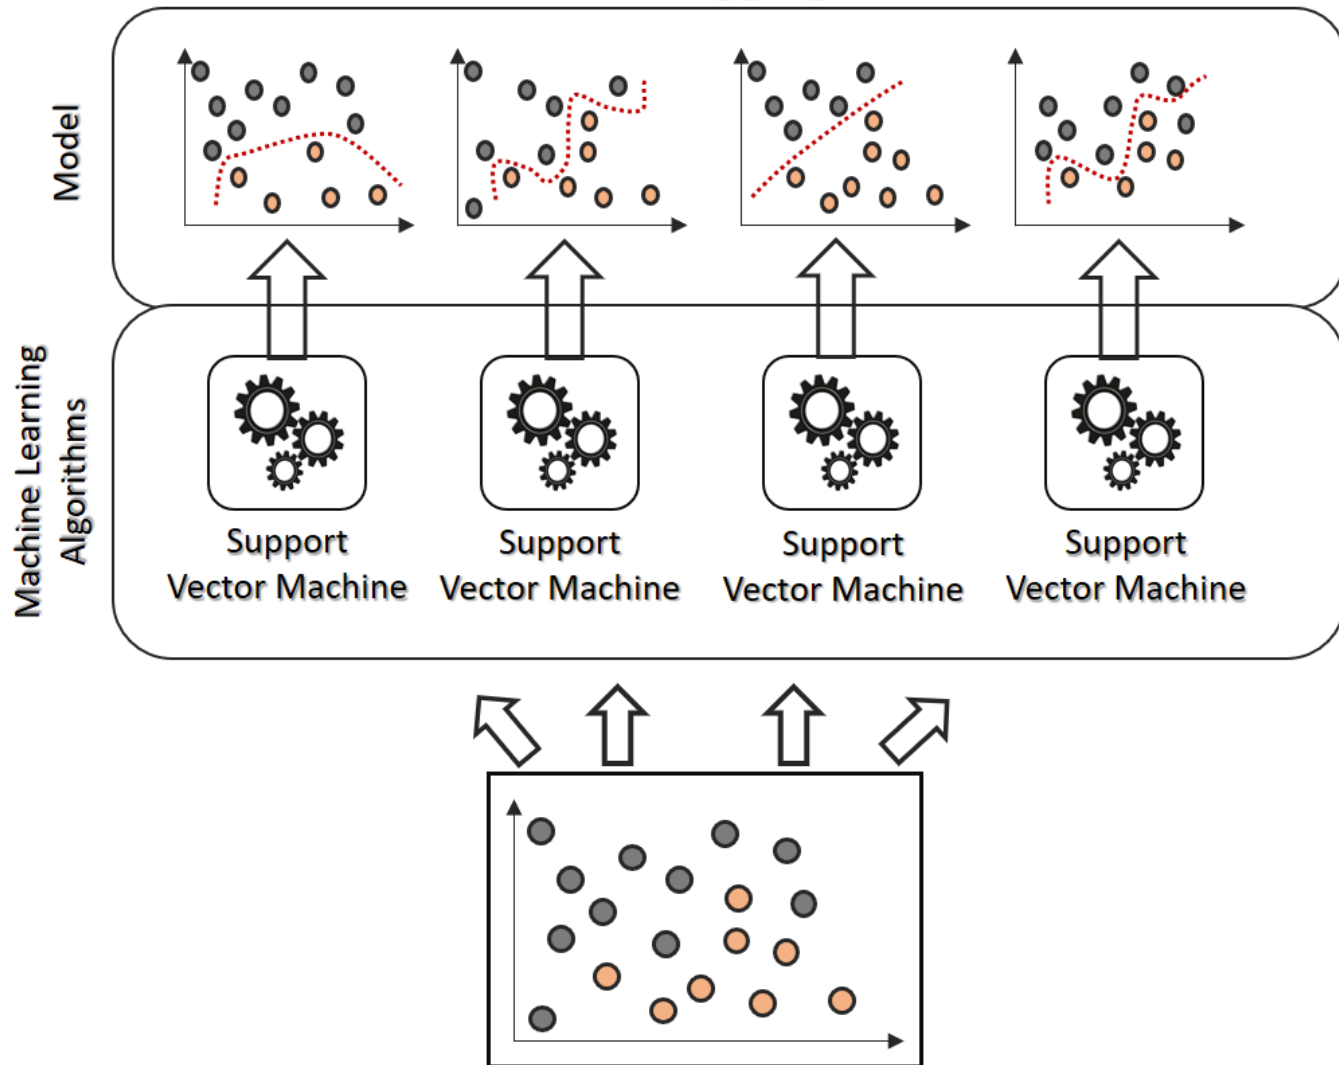 Model
Machine Learning
Algorithms
Support
Vector Machine
Support
Vector Machine
Support
Vector Machine
Support
Vector Machine